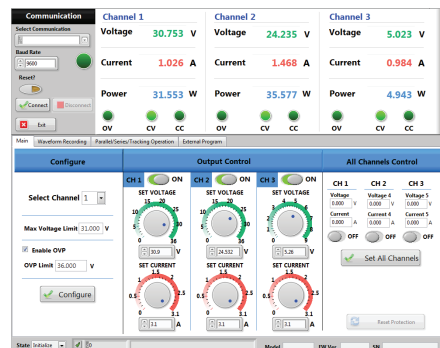 Communication
Select Communication
Baud Rate
9600
Reset?
Connect Disconnect
Exit
Channel 1
Voltage 30.753 V
Current 1.026 A
Power 31.553 W
OV CV CC
Channel 2
Voltage 24.235 V
Current 1.468 A
Power 35.577 W
OV CV CC
Channel 3
Voltage 5.023 V
Current 0.984 A
Power 4.943 W
OV CV CC
Main Waveform Recording Parallel/Series/Tracking Operation External Program
Configure
Select Channel 1
Max Voltage Limit 31.000 V
Enable OVP
OVP Limit 36.000 V
Configure
Output Control
CH 1 ON CH 2 ON CH 3 ON
SET VOLTAGE SET VOLTAGE SET VOLTAGE
30.9 V 24.532 V 5.28 V
SET CURRENT SET CURRENT SET CURRENT
3.1 A 3.1 A 3.1 A
All Channels Control
CH 1 CH 2 CH 3
Voltage Voltage 4 Voltage 5
0.000 V 0.000 V 0.000 V
Current Current 4 Current 5
0.000 A 0.000 A 0.000 A
OFF OFF OFF
Set All Channels
Reset Protection
State Initialize
Model FW Ver SN